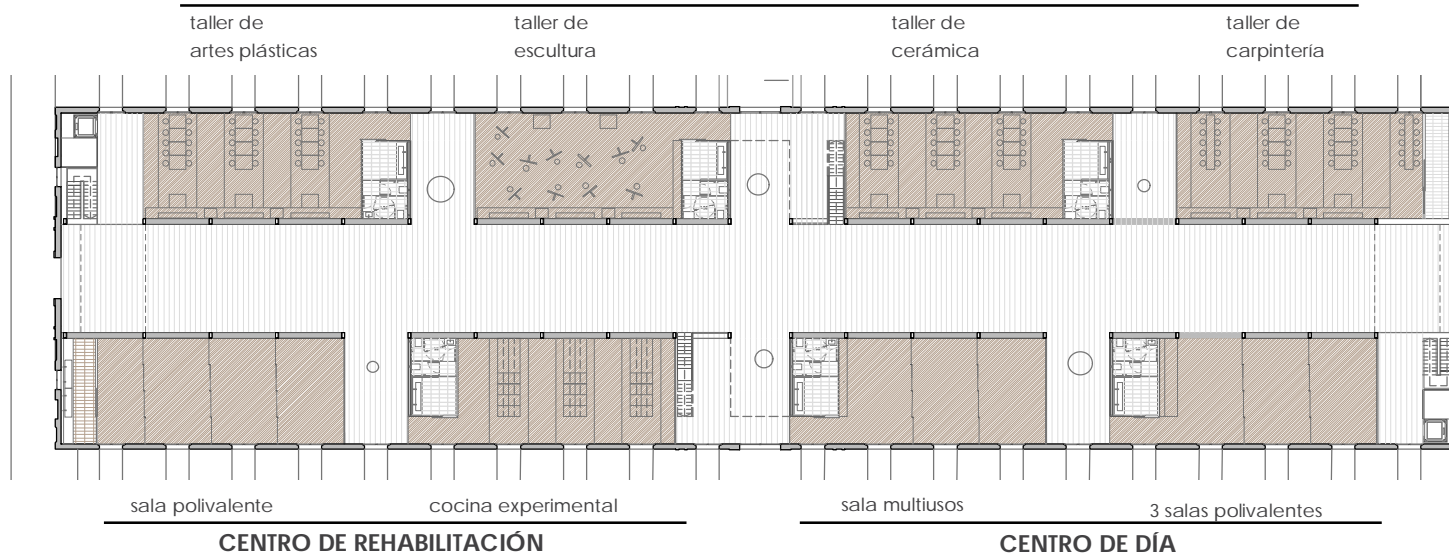 taller de
artes plásticas
taller de
escultura
taller de
cerámica
taller de
carpintería
sala polivalente
cocina experimental
sala multiusos
3 salas polivalentes
CENTRO DE REHABILITACIÓN
CENTRO DE DÍA